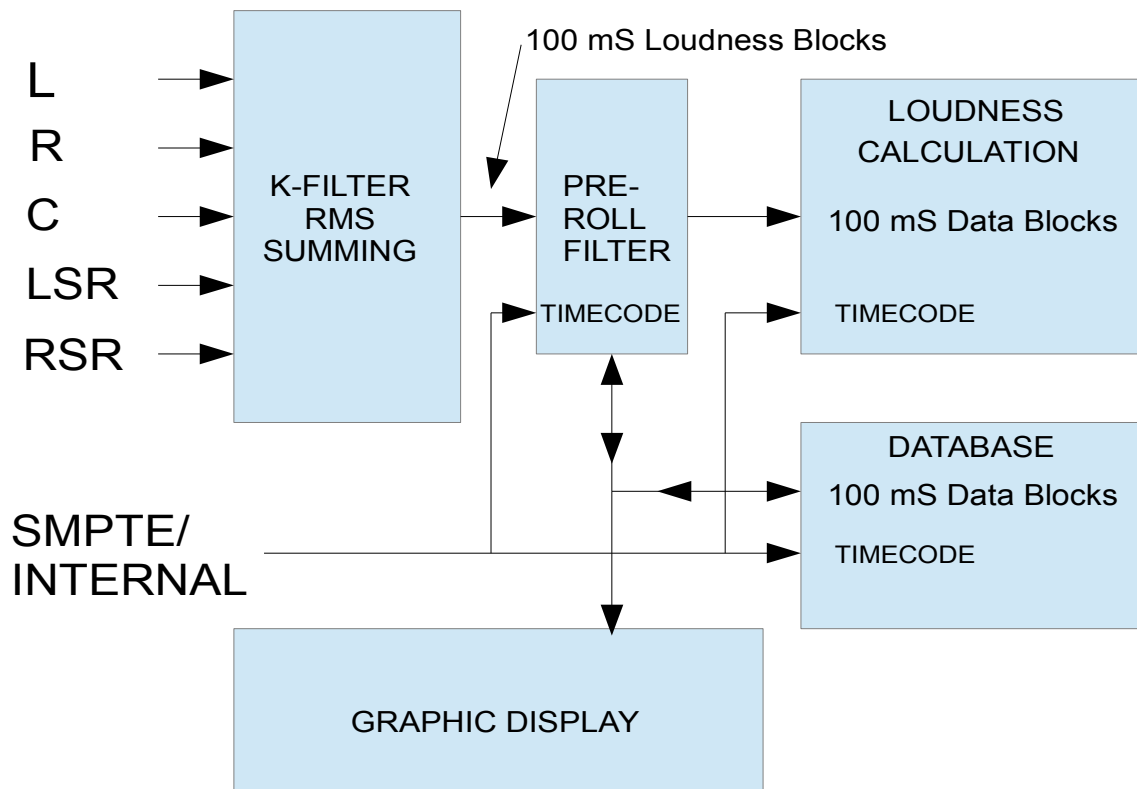 100 mS Loudness Blocks
L
R
C
LSR
RSR
K-FILTER
RMS
SUMMING
PRE-
ROLL
FILTER
TIMECODE
LOUDNESS
CALCULATION
100 mS Data Blocks
TIMECODE
DATABASE
100 mS Data Blocks
TIMECODE
SMPTE/
INTERNAL
GRAPHIC DISPLAY